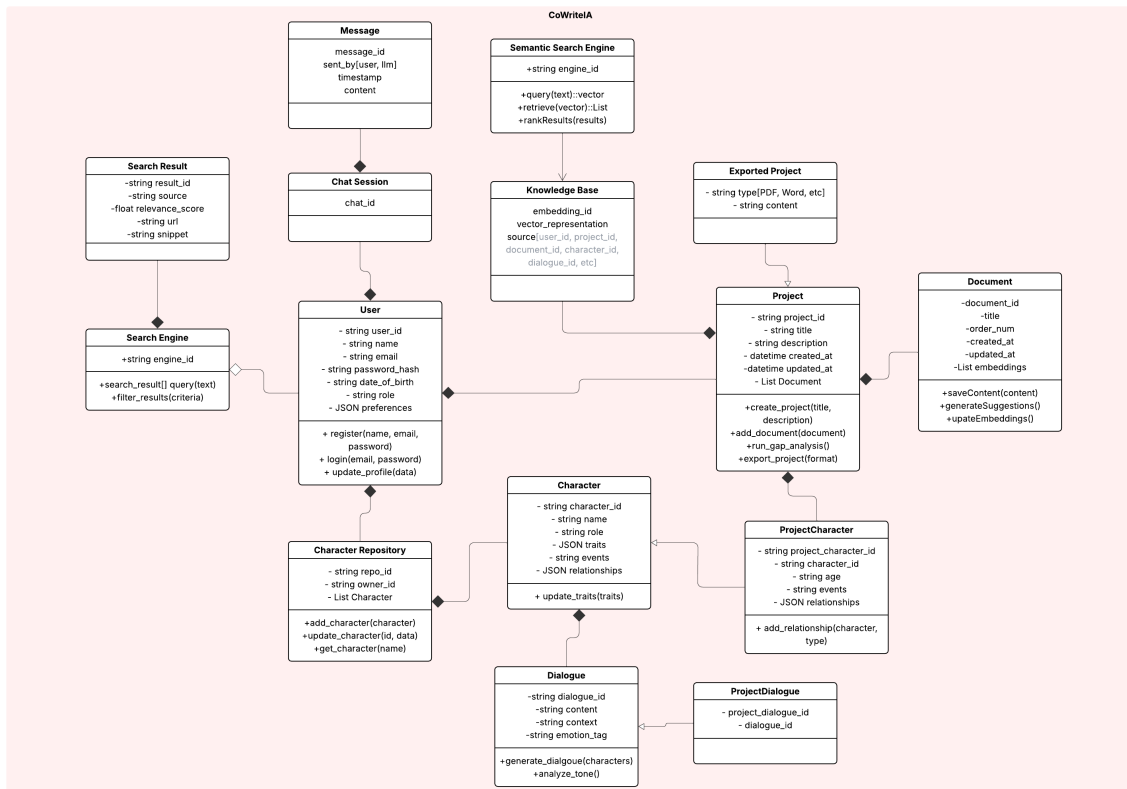 CoWriteIA
Message
message_id
sent_by[user, llm]
timestamp
content
Semantic Search Engine
+string engine_id
+query(text)::vector
+retrieve(vector)::List
+rankResults(results)
Search Result
-string result_id
-string source
-float relevance_score
-string url
-string snippet
Chat Session
chat_id
Knowledge Base
embedding_id
vector_representation
source[user_id, project_id,
document_id, character_id,
dialogue_id, etc]
Exported Project
- string type[PDF, Word, etc]
- string content
Search Engine
+string engine_id
+search_result[] query(text)
+filter_results(criteria)
User
- string user_id
- string name
- string email
- string password_hash
- string date_of_birth
- string role
- JSON preferences
+ register(name, email,
password)
+ login(email, password)
+ update_profile(data)
Project
- string project_id
- string title
- string description
- datetime created_at
-datetime updated_at
- List Document
+create_project(title,
description)
+add_document(document)
+run_gap_analysis()
+export_project(format)
Document
-document_id
-title
-order_num
-created_at
-updated_at
-List embeddings
+saveContent(content)
+generateSuggestions()
+upateEmbeddings()
Character Repository
- string repo_id
- string owner_id
- List Character
+add_character(character)
+update_character(id, data)
+get_character(name)
Character
- string character_id
- string name
- string role
- JSON traits
- string events
- JSON relationships
+ update_traits(traits)
ProjectCharacter
- string project_character_id
- string character_id
- string age
- string events
- JSON relationships
+ add_relationship(character,
type)
Dialogue
-string dialogue_id
-string content
-string context
-string emotion_tag
+generate_dialgoue(characters)
+analyze_tone()
ProjectDialogue
- project_dialogue_id
- dialogue_id